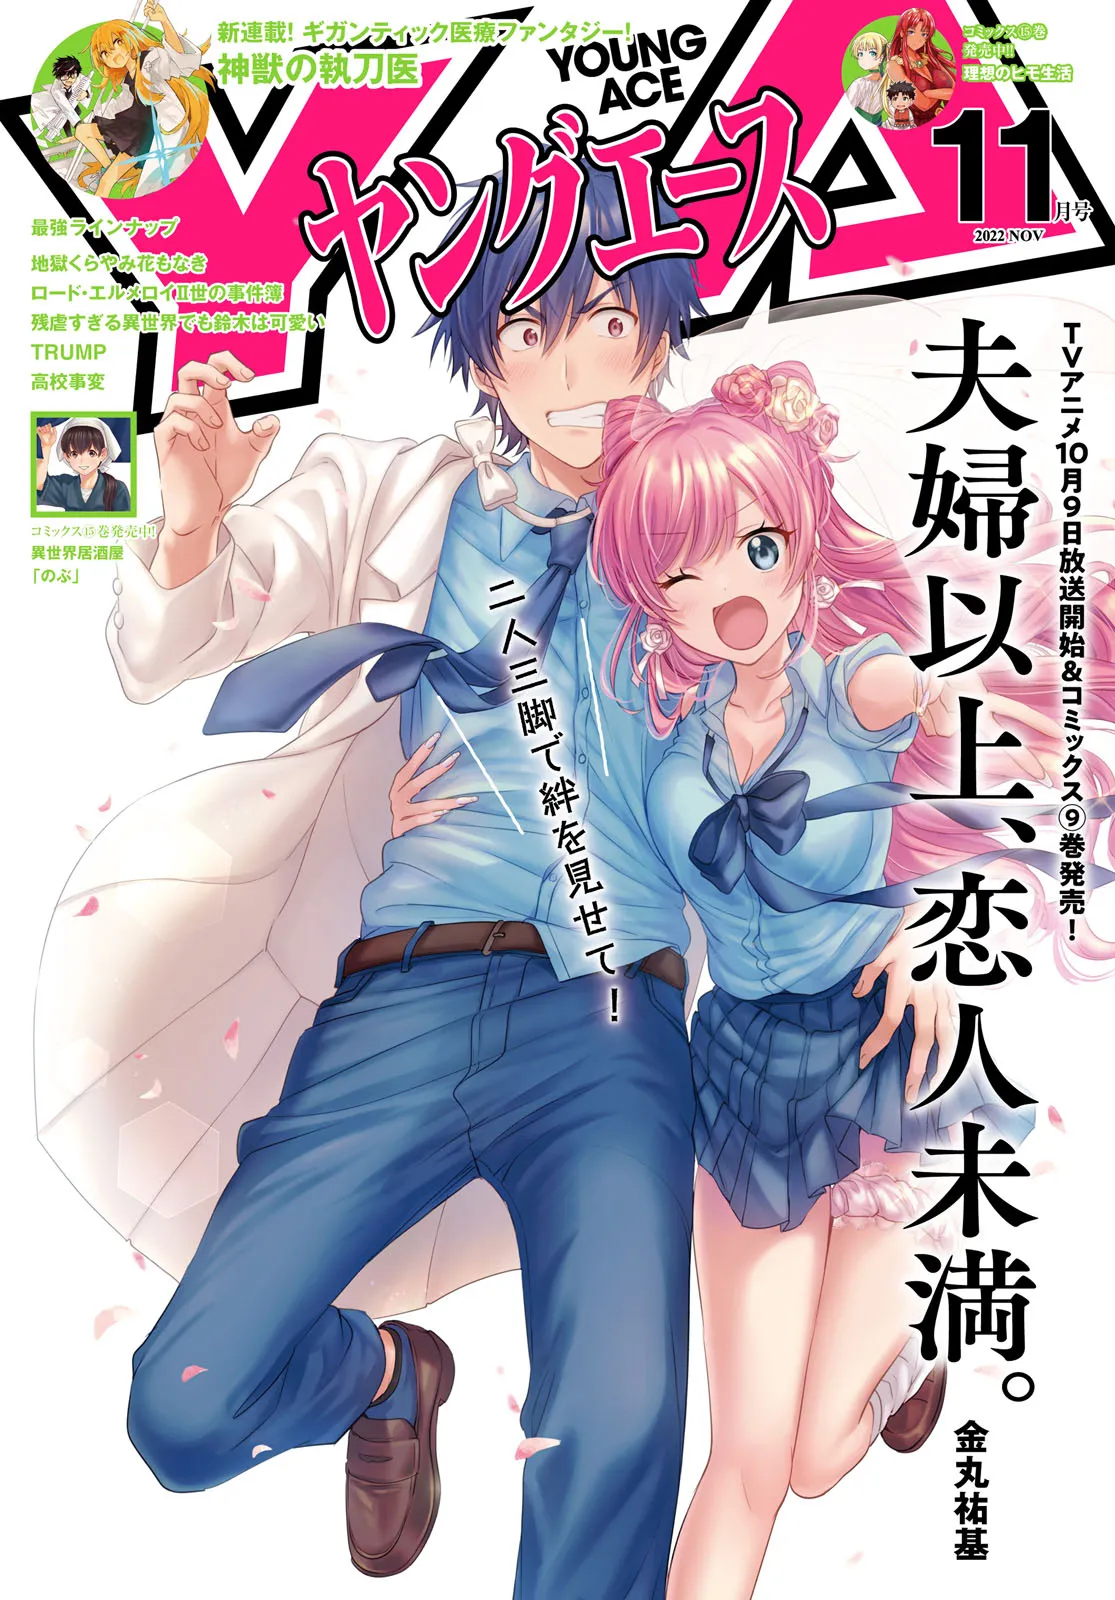 新連載! ギガンティック医療ファンタジー!
神獣の執刀医
YOUNG
ACE
YA
ヤングエース
コミックス⑮巻
発売中!!
理想のヒモ生活
11月号
2022 NOV
最強ラインナップ
地獄くらやみ花もなき
ロード・エルメロイⅡ世の事件簿
残虐すぎる異世界でも鈴木は可愛い
TRUMP
高校事変
コミックス⑮巻発売中!
異世界居酒屋
「のぶ」
TVアニメ10月9日放送開始&コミックス⑨巻発売!
夫婦以上、恋人未満。
金丸祐基
二人三脚で絆を見せて!